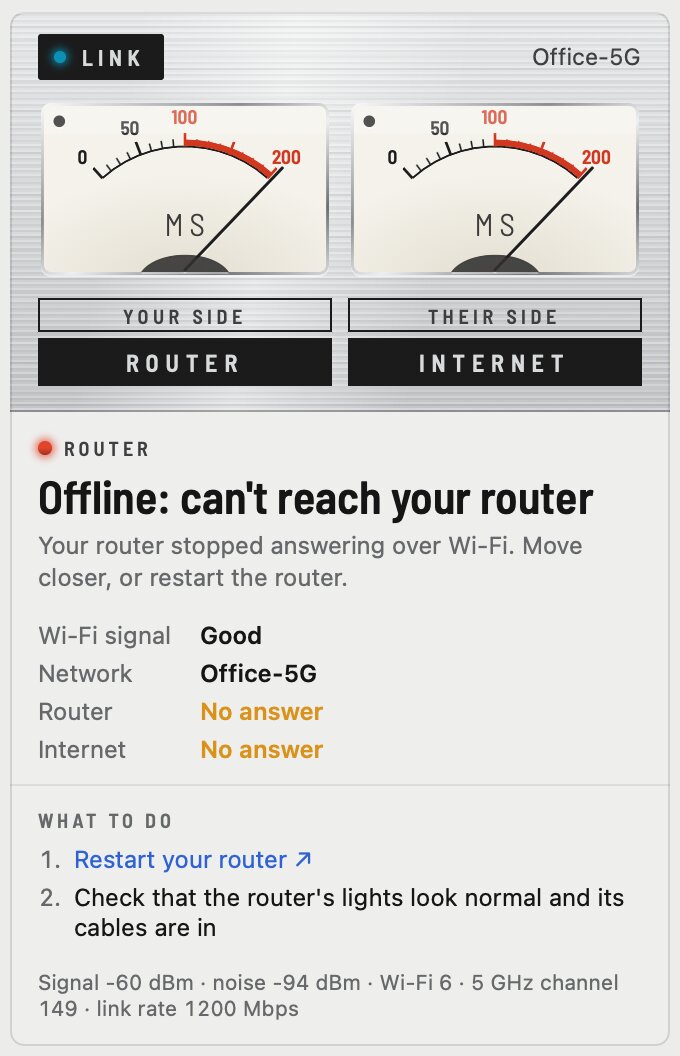 LINK
Office-5G
0 50 100 200
MS
0 50 100 200
MS
YOUR SIDE
THEIR SIDE
ROUTER
INTERNET
ROUTER
Offline: can't reach your router
Your router stopped answering over Wi-Fi. Move
closer, or restart the router.
Wi-Fi signal Good
Network Office-5G
Router No answer
Internet No answer
WHAT TO DO
1. Restart your router ↗
2. Check that the router's lights look normal and its
cables are in
Signal -60 dBm · noise -94 dBm · Wi-Fi 6 · 5 GHz channel
149 · link rate 1200 Mbps